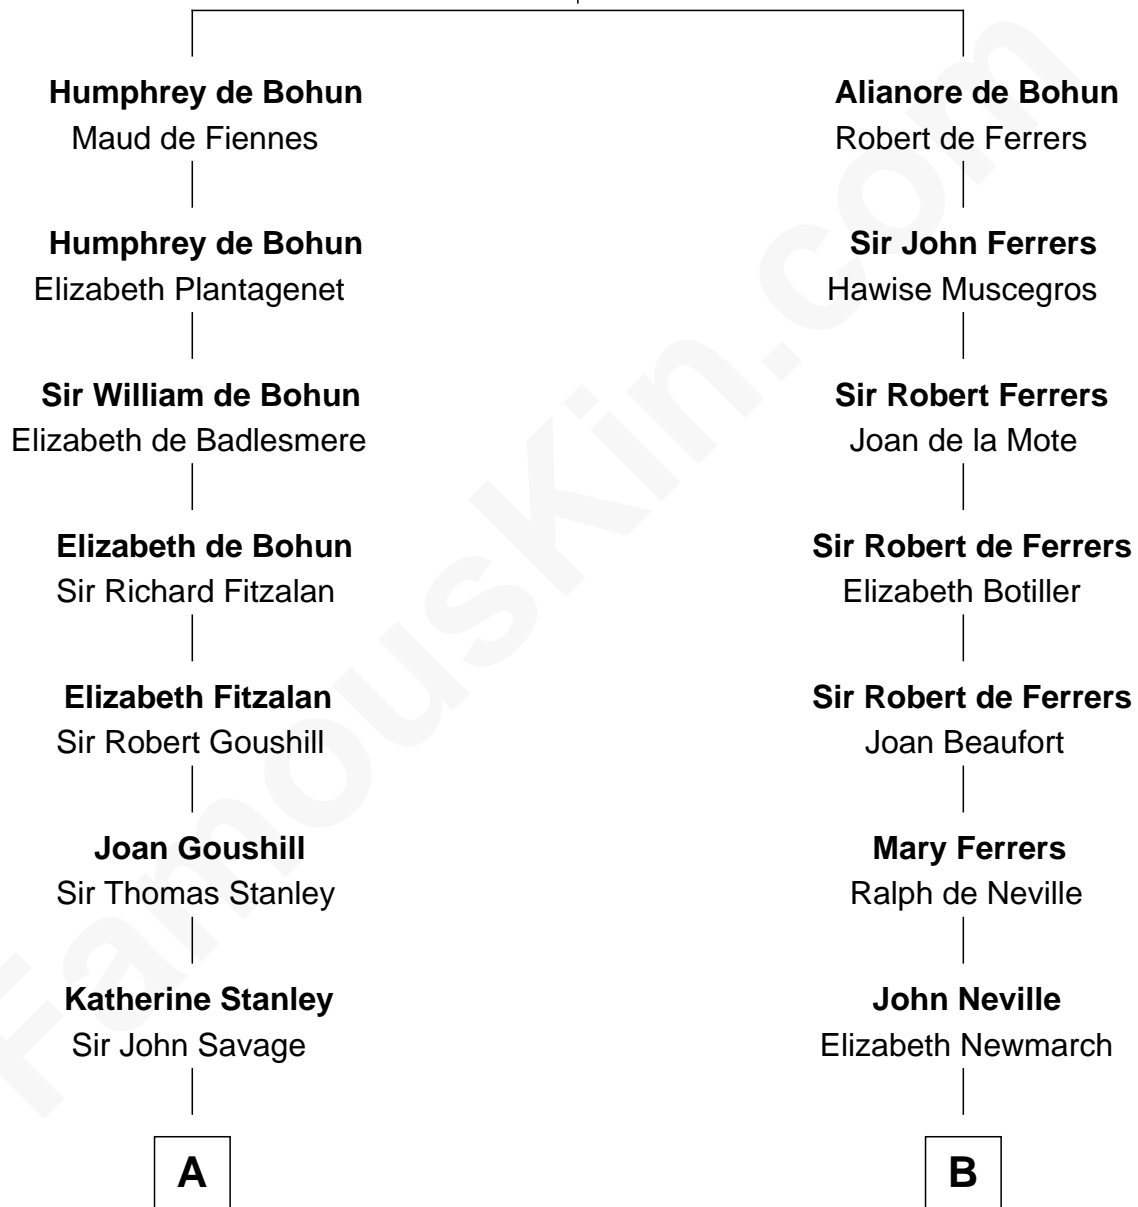 Humphrey de Bohun
Maud de Fiennes
Humphrey de Bohun
Elizabeth Plantagenet
Sir William de Bohun
Elizabeth de Badlesmere
Elizabeth de Bohun
Sir Richard Fitzalan
Elizabeth Fitzalan
Sir Robert Goushill
Joan Goushill
Sir Thomas Stanley
Katherine Stanley
Sir John Savage
A
Alianore de Bohun
Robert de Ferrers
Sir John Ferrers
Hawise Muscegros
Sir Robert Ferrers
Joan de la Mote
Sir Robert de Ferrers
Elizabeth Botiller
Sir Robert de Ferrers
Joan Beaufort
Mary Ferrers
Ralph de Neville
John Neville
Elizabeth Newmarch
B
FamousKin.com